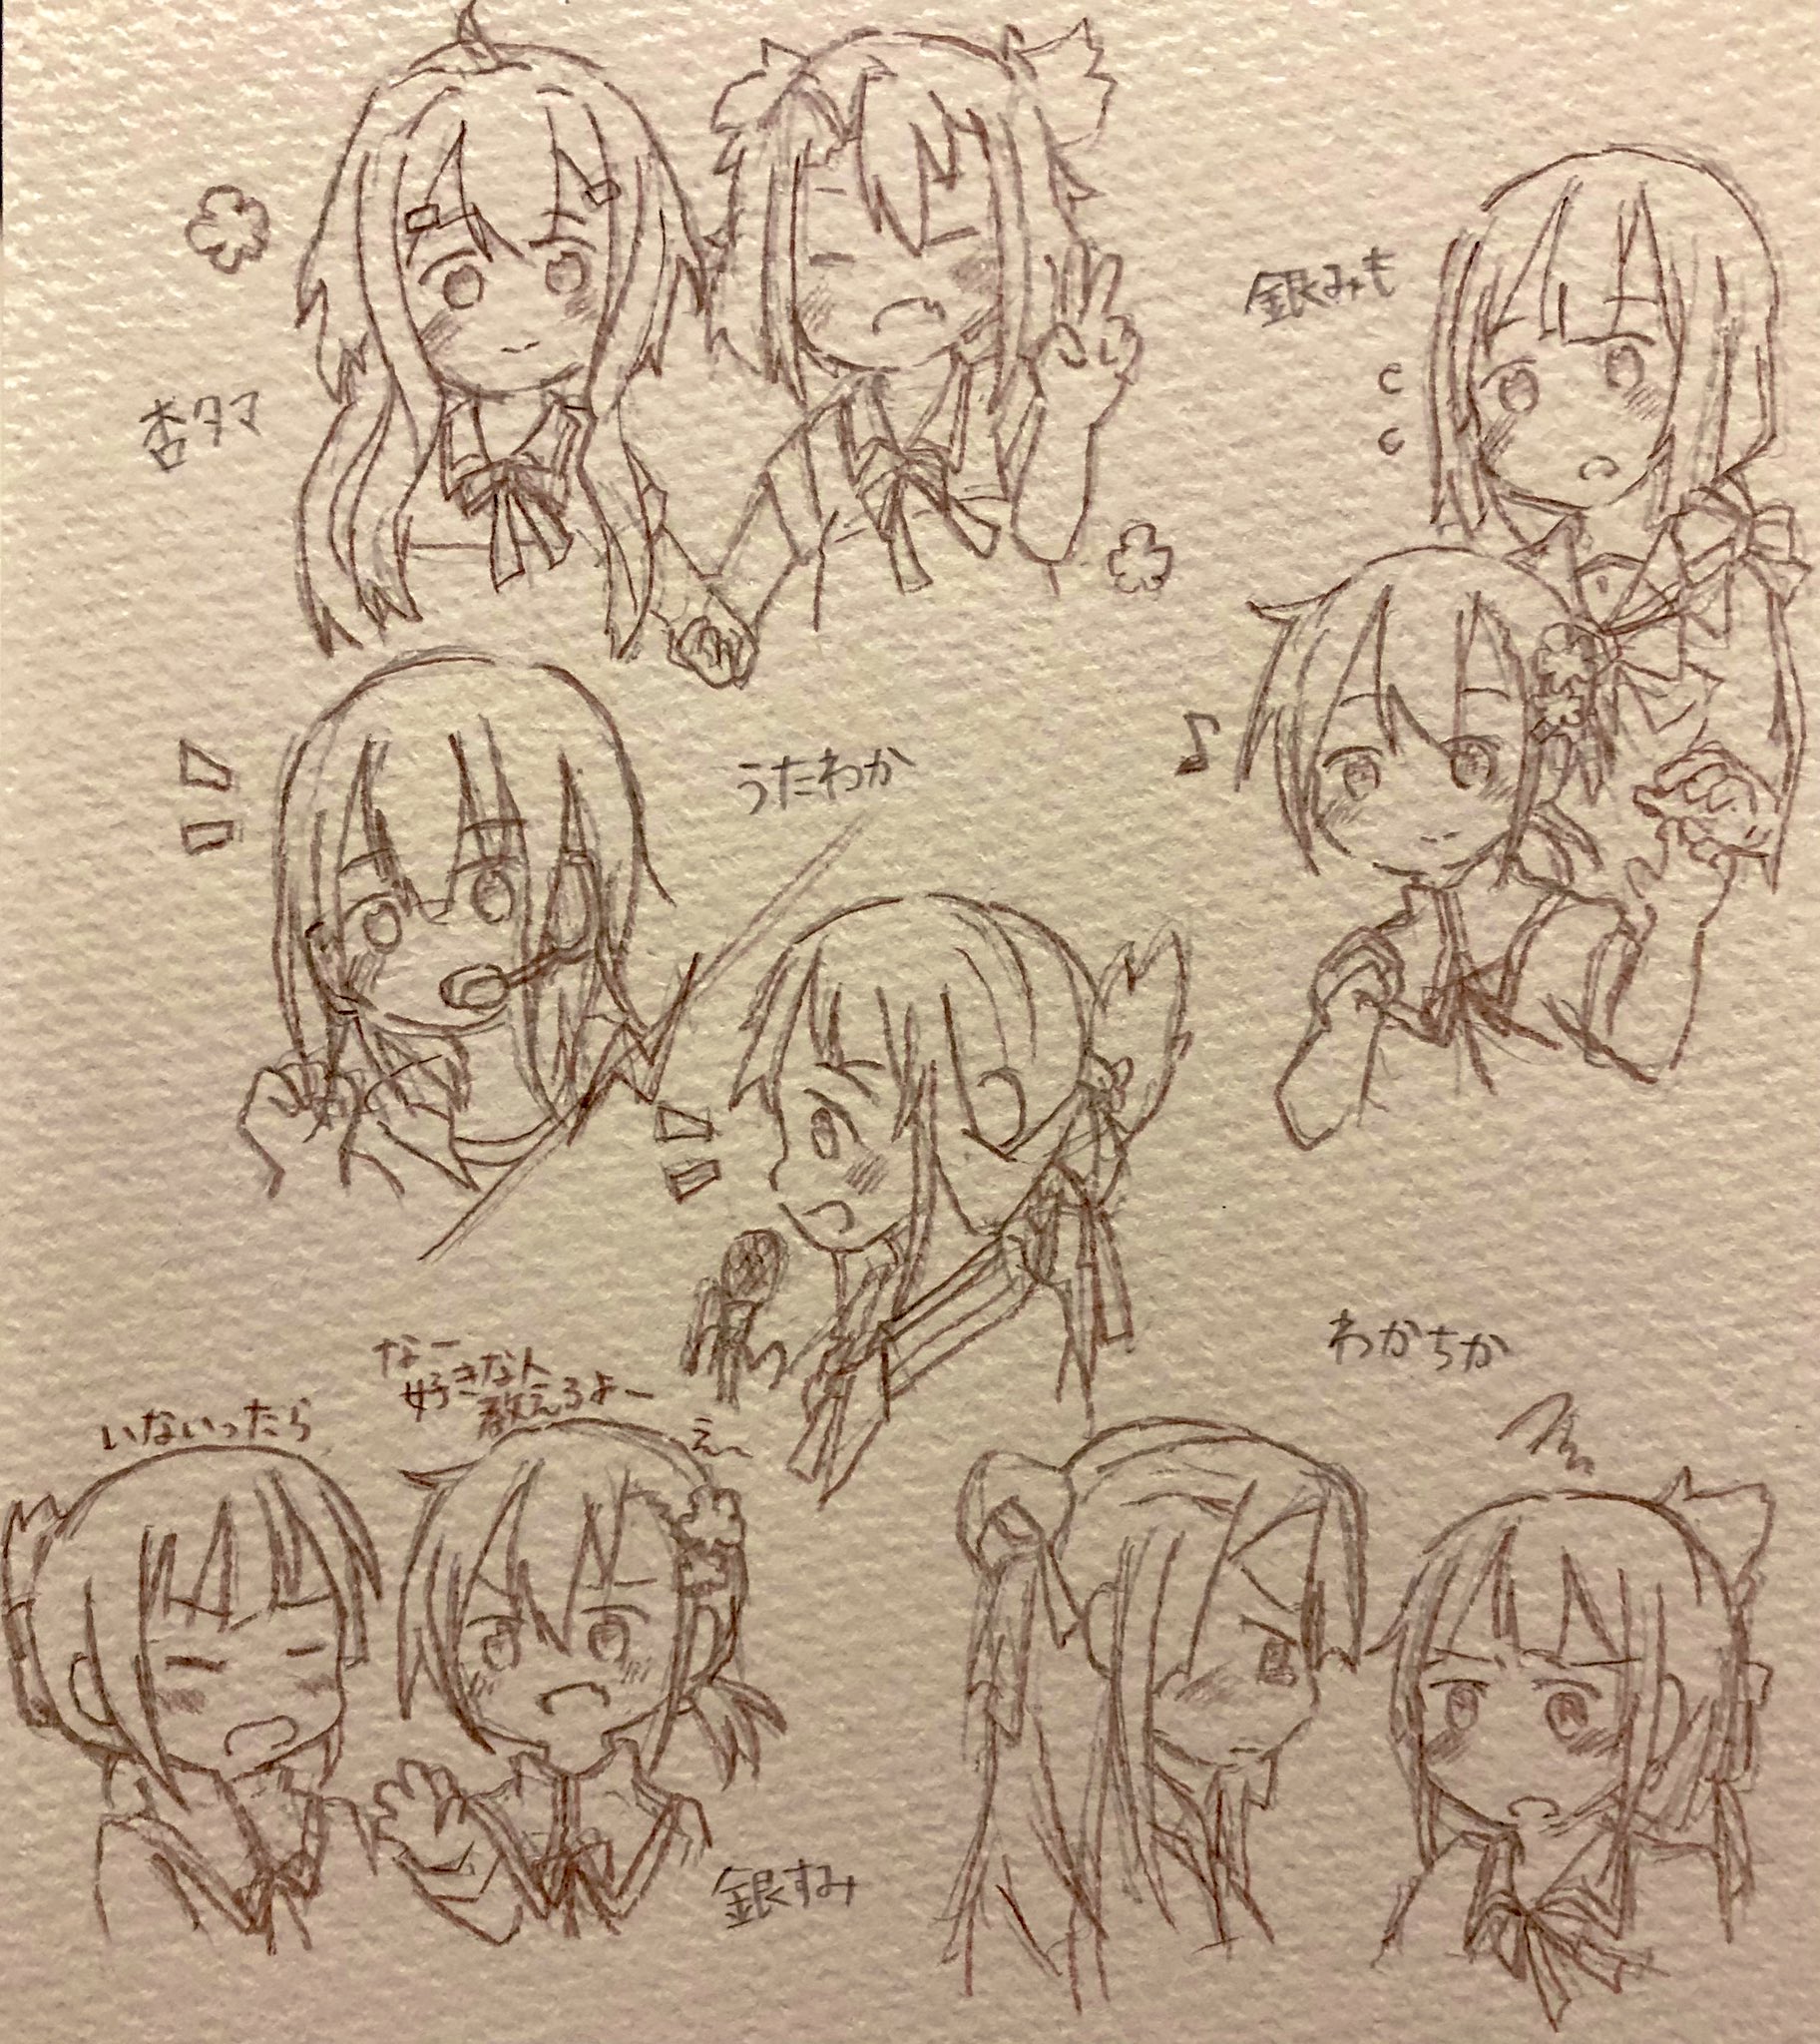 杏タマ
銀みも
うたわか
なー
好きな人
教えろよー
いないったら
えー
わかちか
銀すみ